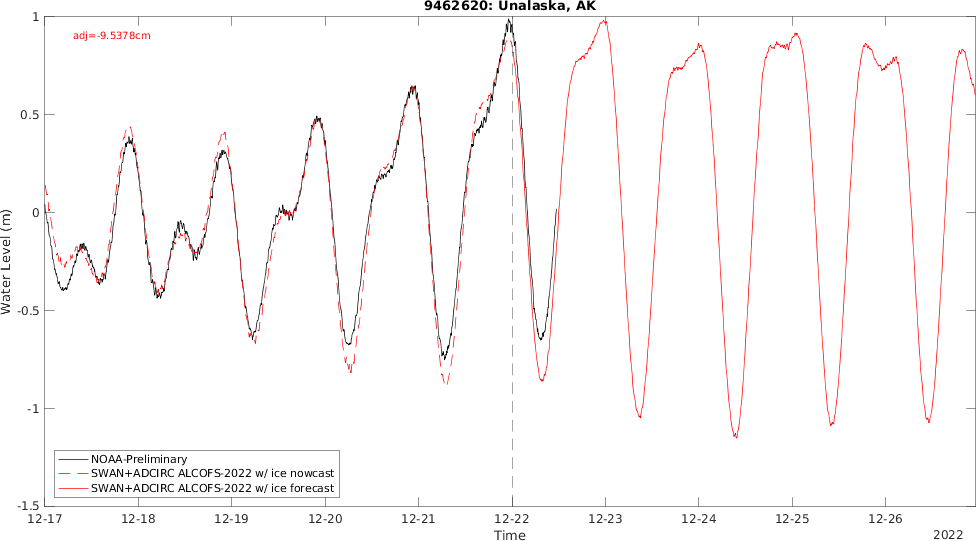 9462620: Unalaska, AK
adj=-9.5378cm
1
0.5
0
-0.5
-1
-1.5
Water Level (m)
NOAA-Preliminary
SWAN+ADCIRC ALCOFS-2022 w/ ice nowcast
SWAN+ADCIRC ALCOFS-2022 w/ ice forecast
12-17 12-18 12-19 12-20 12-21 12-22 12-23 12-24 12-25 12-26
Time
2022